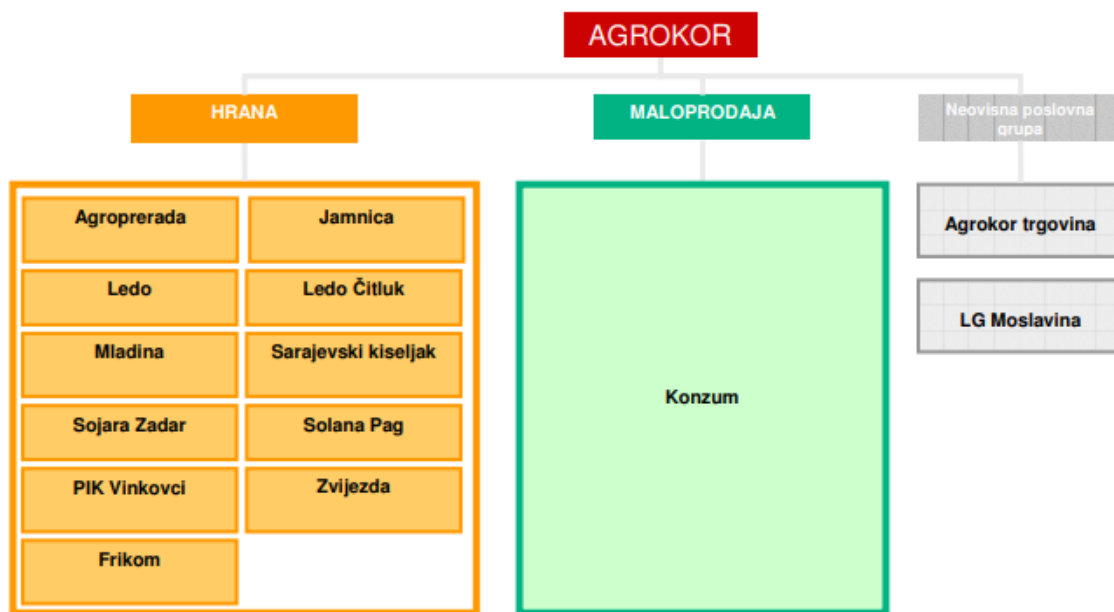 AGROKOR
HRANA
MALOPRODAJA
Neovisna poslovna
grupa
Agroprerada
Jamnica
Ledo
Ledo Čitluk
Mladina
Sarajevski kiseljak
Sojara Zadar
Solana Pag
PIK Vinkovci
Zvijezda
Frikom
Konzum
Agrokor trgovina
LG Moslavina